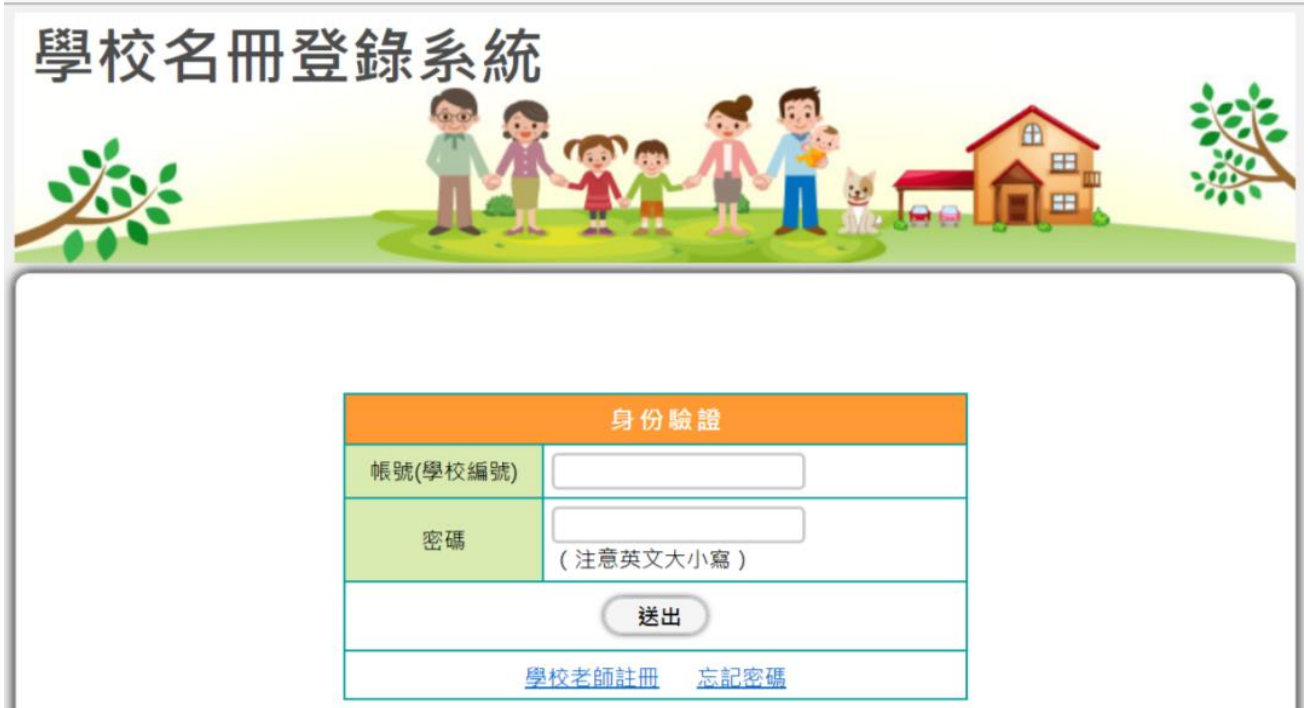 學校名冊登錄系統
身份驗證
帳號(學校編號)
密碼
(注意英文大小寫)
送出
學校老師註冊 忘記密碼